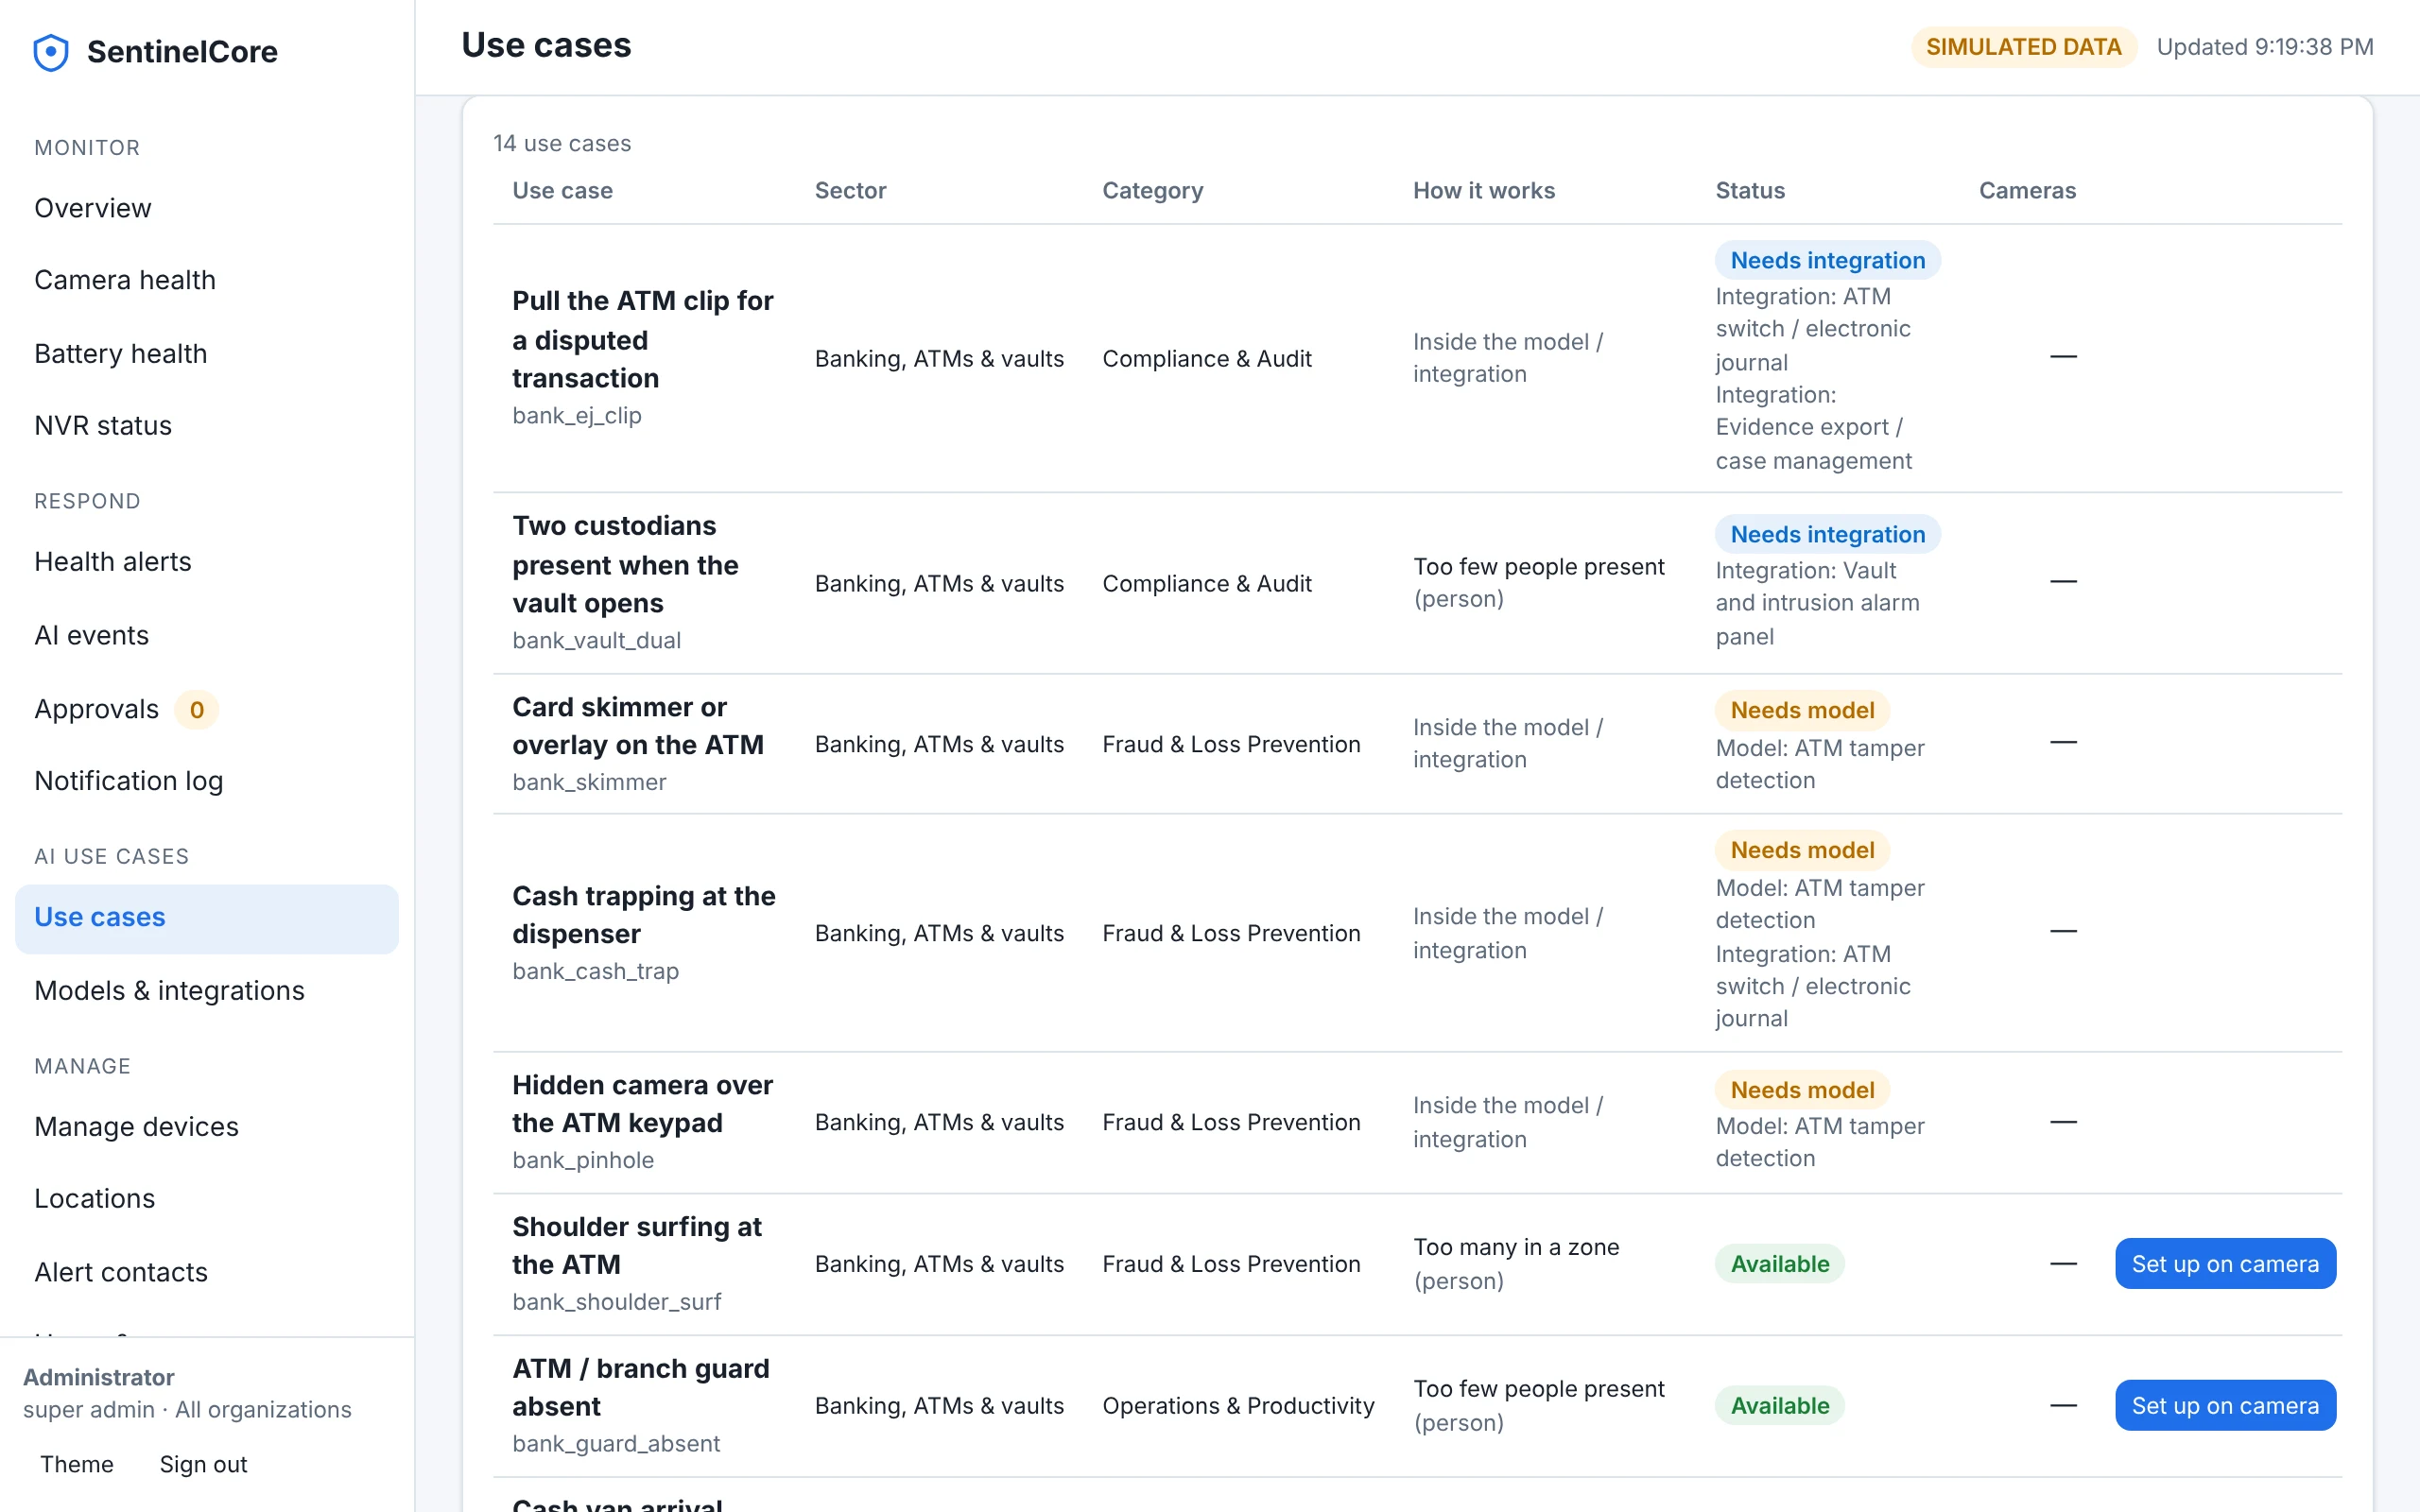 SentinelCore
MONITOR
Overview
Camera health
Battery health
NVR status
RESPOND
Health alerts
AI events
Approvals 0
Notification log
AI USE CASES
Use cases
Models & integrations
MANAGE
Manage devices
Locations
Alert contacts
Administrator
super admin · All organizations
Theme Sign out
Use cases
SIMULATED DATA Updated 9:19:38 PM
14 use cases
Use case Sector Category How it works Status Cameras
Pull the ATM clip for
a disputed
transaction
bank_ej_clip
Banking, ATMs & vaults
Compliance & Audit
Inside the model /
integration
Needs integration
Integration: ATM
switch / electronic
journal
Integration:
Evidence export /
case management
—
Two custodians
present when the
vault opens
bank_vault_dual
Banking, ATMs & vaults
Compliance & Audit
Too few people present
(person)
Needs integration
Integration: Vault
and intrusion alarm
panel
—
Card skimmer or
overlay on the ATM
bank_skimmer
Banking, ATMs & vaults
Fraud & Loss Prevention
Inside the model /
integration
Needs model
Model: ATM tamper
detection
—
Cash trapping at the
dispenser
bank_cash_trap
Banking, ATMs & vaults
Fraud & Loss Prevention
Inside the model /
integration
Needs model
Model: ATM tamper
detection
Integration: ATM
switch / electronic
journal
—
Hidden camera over
the ATM keypad
bank_pinhole
Banking, ATMs & vaults
Fraud & Loss Prevention
Inside the model /
integration
Needs model
Model: ATM tamper
detection
—
Shoulder surfing at
the ATM
bank_shoulder_surf
Banking, ATMs & vaults
Fraud & Loss Prevention
Too many in a zone
(person)
Available
—
Set up on camera
ATM / branch guard
absent
bank_guard_absent
Banking, ATMs & vaults
Operations & Productivity
Too few people present
(person)
Available
—
Set up on camera
Cash van arrival